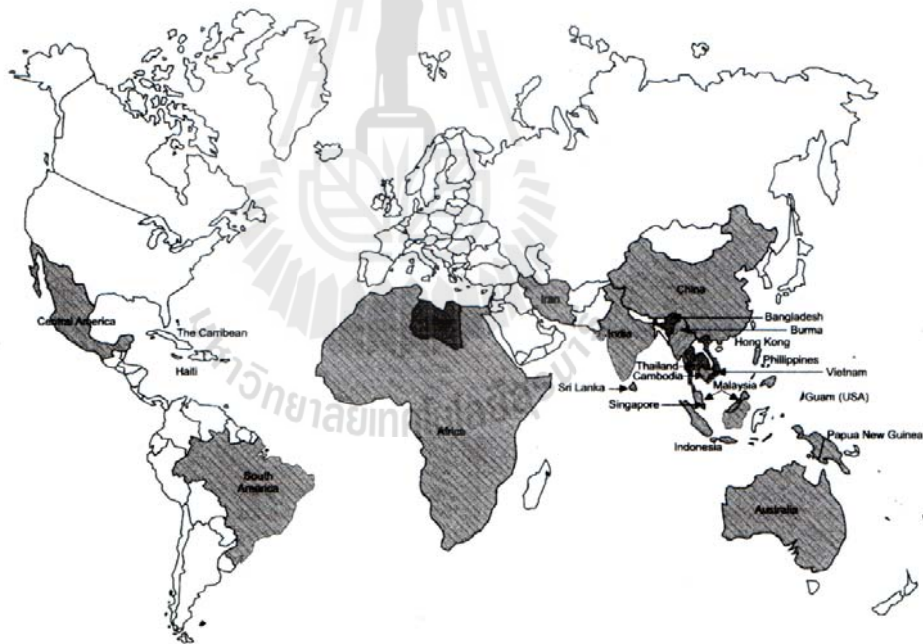 Iran
China
Central America
The Carribean
Haiti
India
Bangladesh
Burma
Hong Kong
Phillippines
Thailand
Cambodia
Vietnam
Sri Lanka
Malaysia
Guam (USA)
Singapore
Africa
Indonesia
Papua New Guinea
South
America
Australia